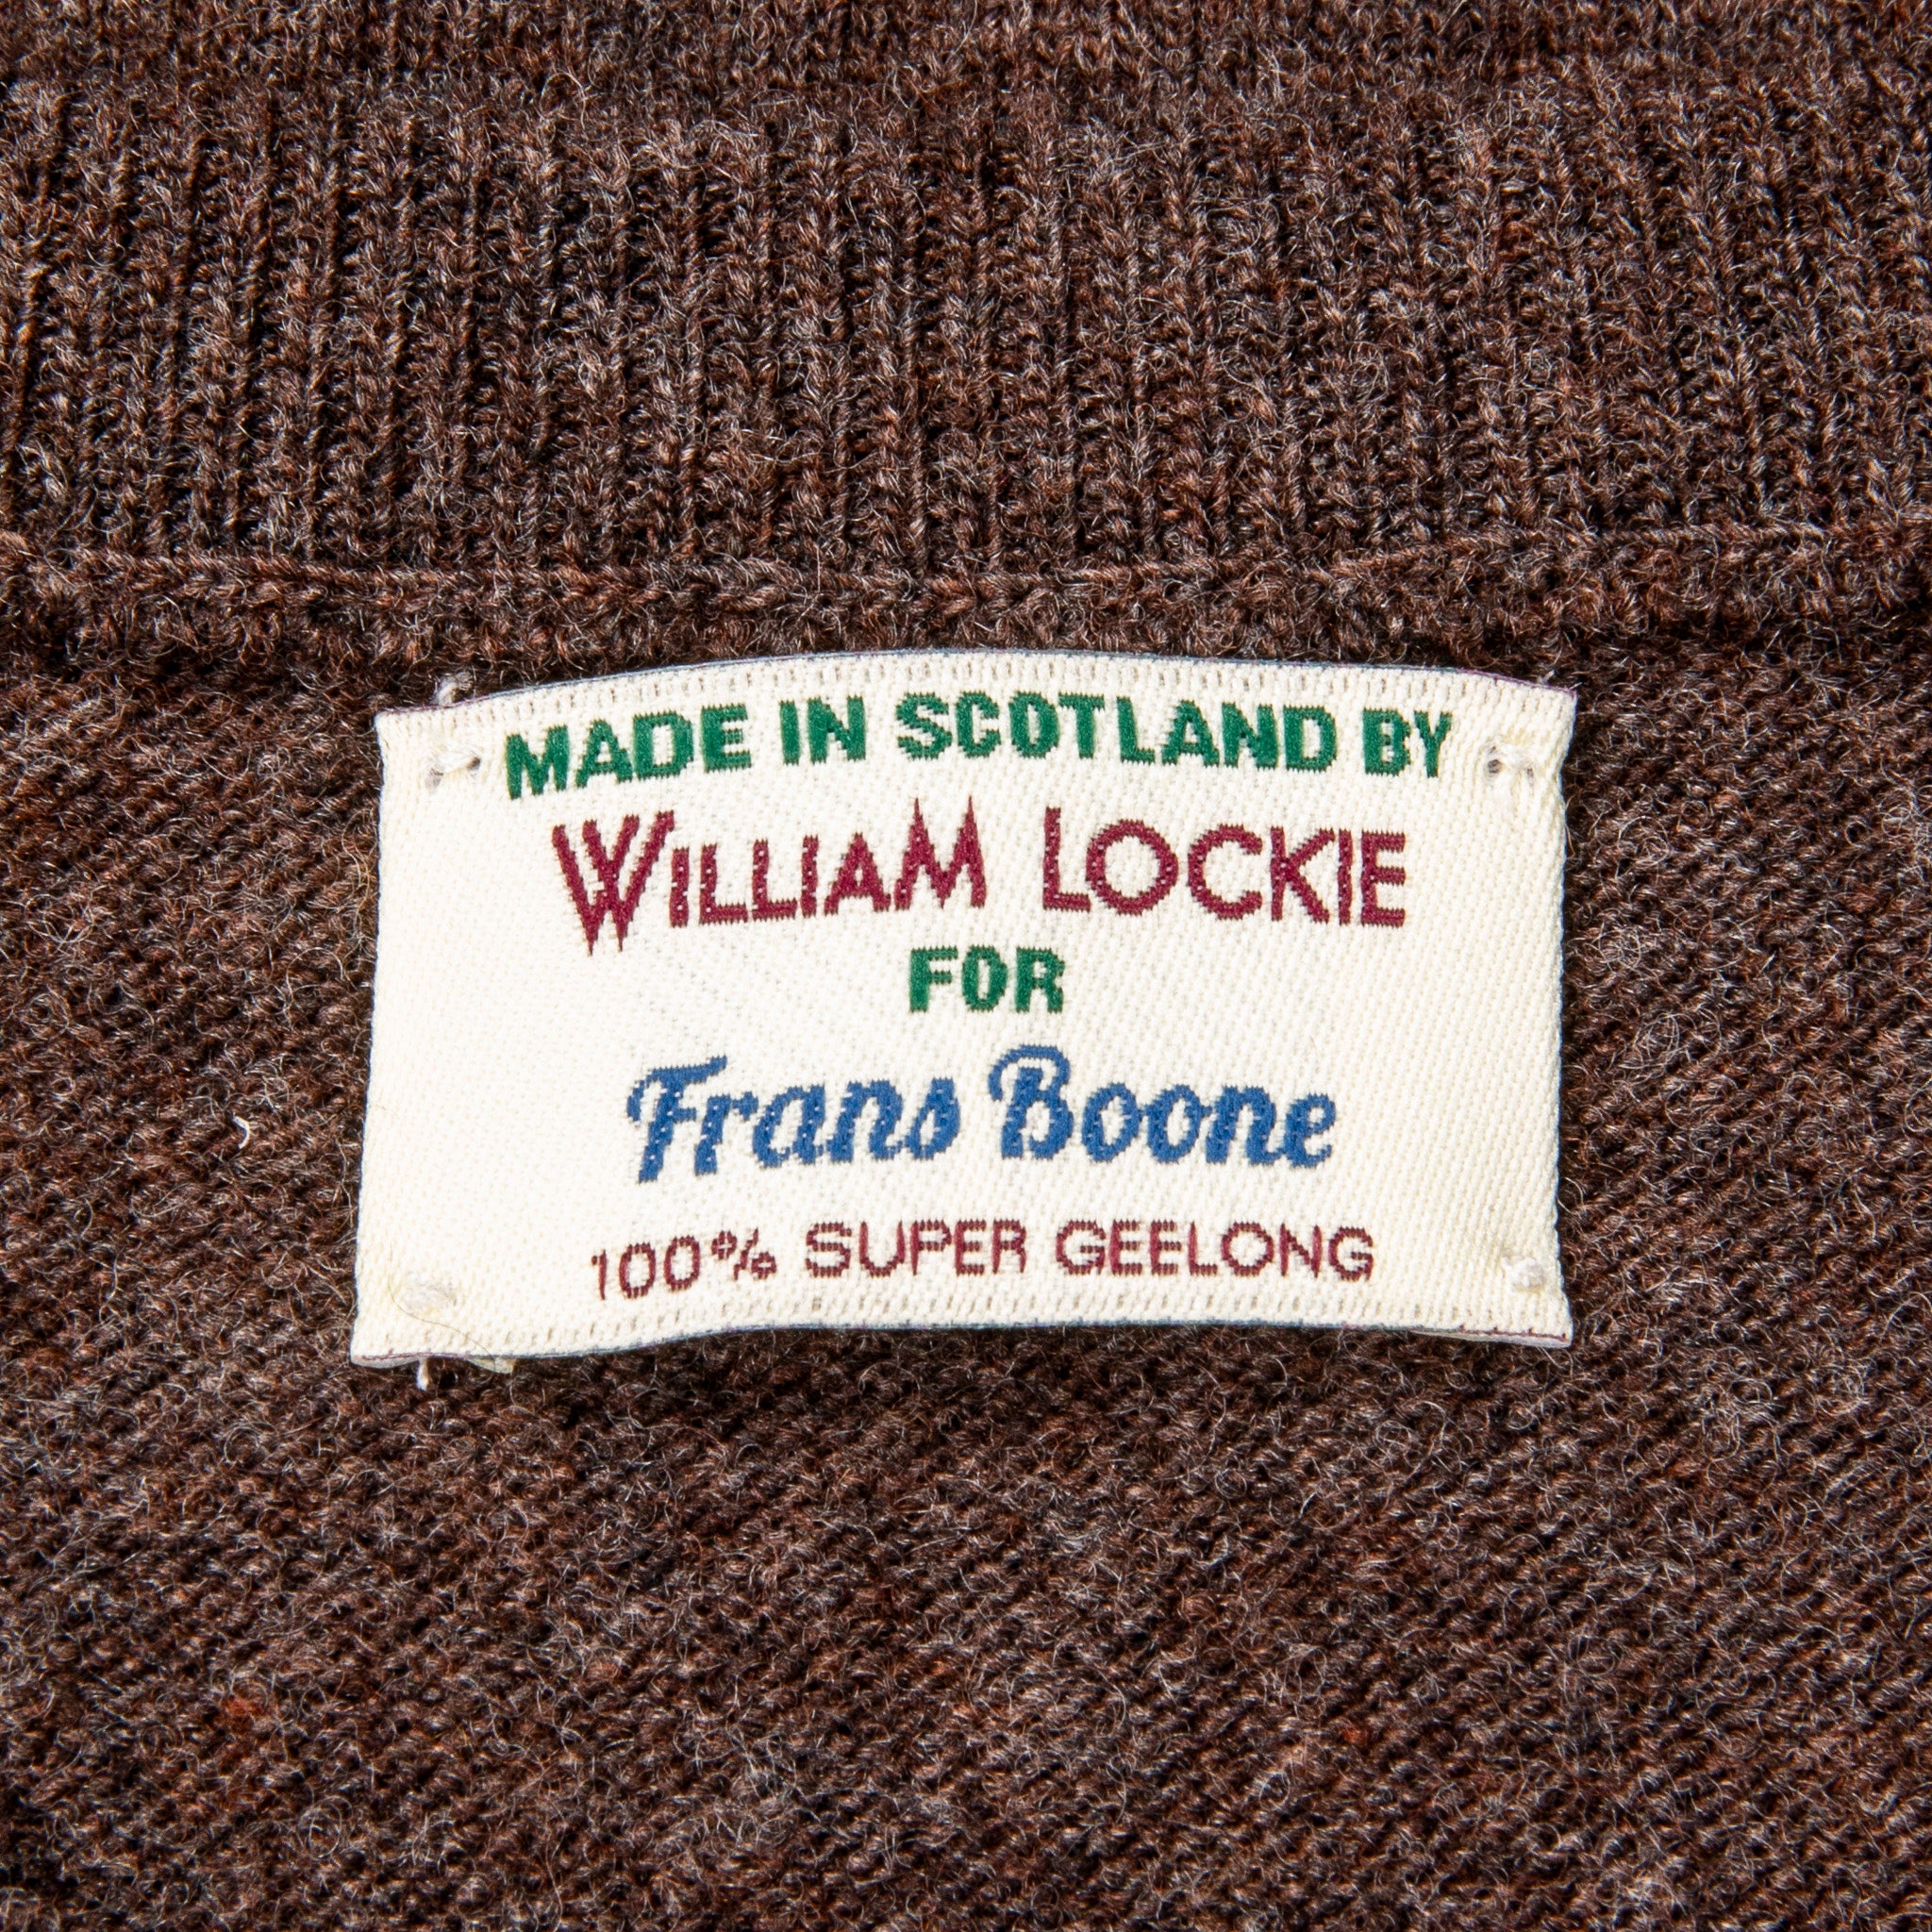 MADE IN SCOTLAND BY
WILLIAM LOCKIE
FOR
Frans Boone
100% SUPER GEELONG